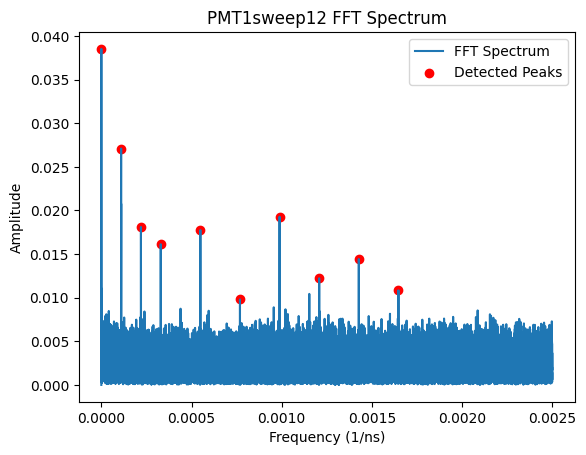 PMT1sweep12 FFT Spectrum
0.040
0.035
0.030
0.025
0.020
0.015
0.010
0.005
0.000
Amplitude
FFT Spectrum
Detected Peaks
0.0000 0.0005 0.0010 0.0015 0.0020 0.0025
Frequency (1/ns)